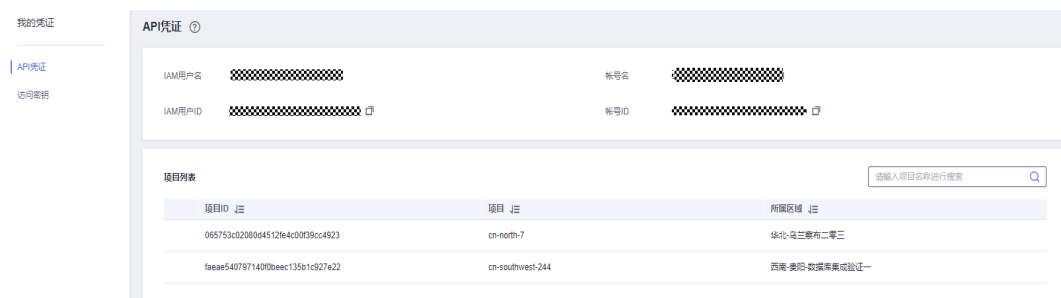 我的凭证
API凭证
访问密钥
API凭证 ?
IAM用户名
帐号名
IAM用户ID
帐号ID
项目列表
请输入项目名称进行搜索
项目ID 项目 所属区域
065753c02080d4512fe4c00f39cc4923 cn-north-7 华北-乌兰察布二零三
faeae540797140f0beec135b1c927e22 cn-southwest-244 西南-贵阳-数据库集成验证一